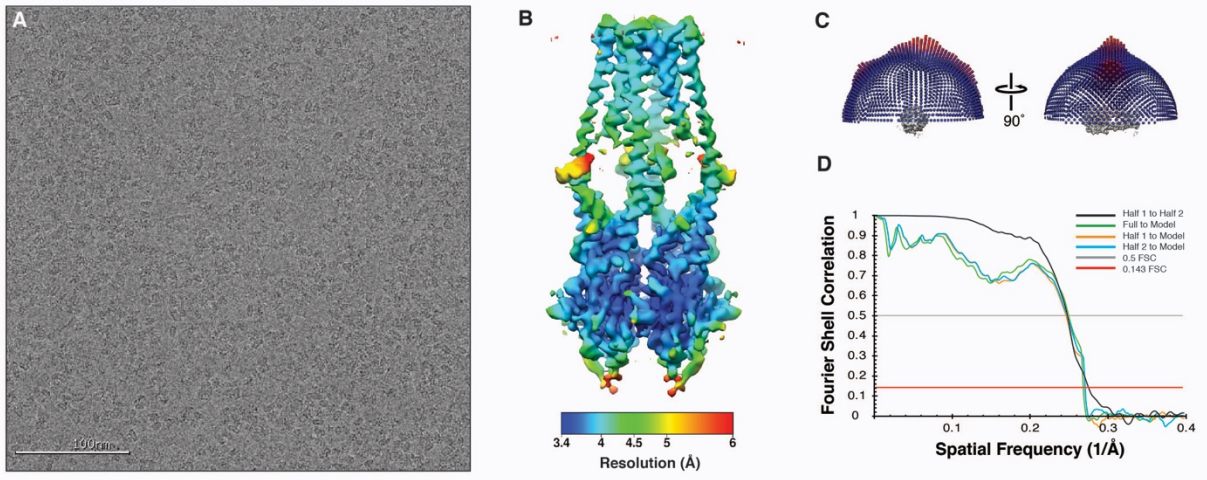 A
100nm
B
3.4 4 4.5 5 6
Resolution (Å)
C
90°
D
Fourier Shell Correlation
1
0.9
0.8
0.7
0.6
0.5
0.4
0.3
0.2
0.1
0
0.1 0.2 0.3 0.4
Spatial Frequency (1/Å)
Half 1 to Half 2
Full to Model
Half 1 to Model
Half 2 to Model
0.5 FSC
0.143 FSC